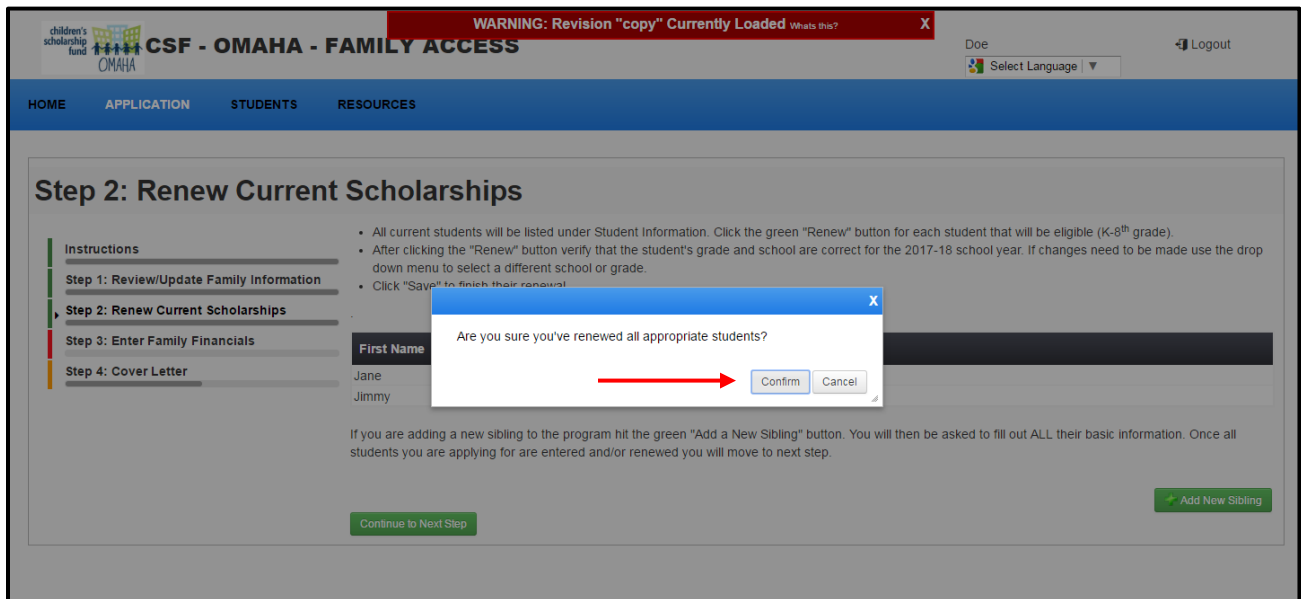 WARNING: Revision "copy" Currently Loaded Whats this? X
children's
scholarship
fund
OMAHA
CSF - OMAHA - FAMILY ACCESS
Doe
Logout
Select Language ▼
HOME APPLICATION STUDENTS RESOURCES
Step 2: Renew Current Scholarships
Instructions
Step 1: Review/Update Family Information
Step 2: Renew Current Scholarships
Step 3: Enter Family Financials
Step 4: Cover Letter
• All current students will be listed under Student Information. Click the green "Renew" button for each student that will be eligible (K-8th grade).
• After clicking the "Renew" button verify that the student's grade and school are correct for the 2017-18 school year. If changes need to be made use the drop
down menu to select a different school or grade.
• Click "Save" to finish their renewal
.
X
Are you sure you've renewed all appropriate students?
Confirm Cancel
First Name
Jane
Jimmy
If you are adding a new sibling to the program hit the green "Add a New Sibling" button. You will then be asked to fill out ALL their basic information. Once all
students you are applying for are entered and/or renewed you will move to next step.
Add New Sibling
Continue to Next Step